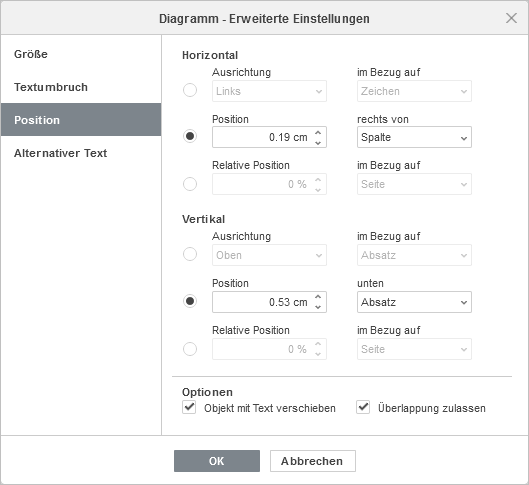 Diagramm - Erweiterte Einstellungen
Größe
Textumbruch
Position
Alternativer Text
Horizontal
Ausrichtung im Bezug auf
Links Zeichen
Position rechts von
0.19 cm Spalte
Relative Position im Bezug auf
0 % Seite
Vertikal
Ausrichtung im Bezug auf
Oben Absatz
Position unten
0.53 cm Absatz
Relative Position im Bezug auf
0 % Seite
Optionen
Objekt mit Text verschieben Überlappung zulassen
OK Abbrechen